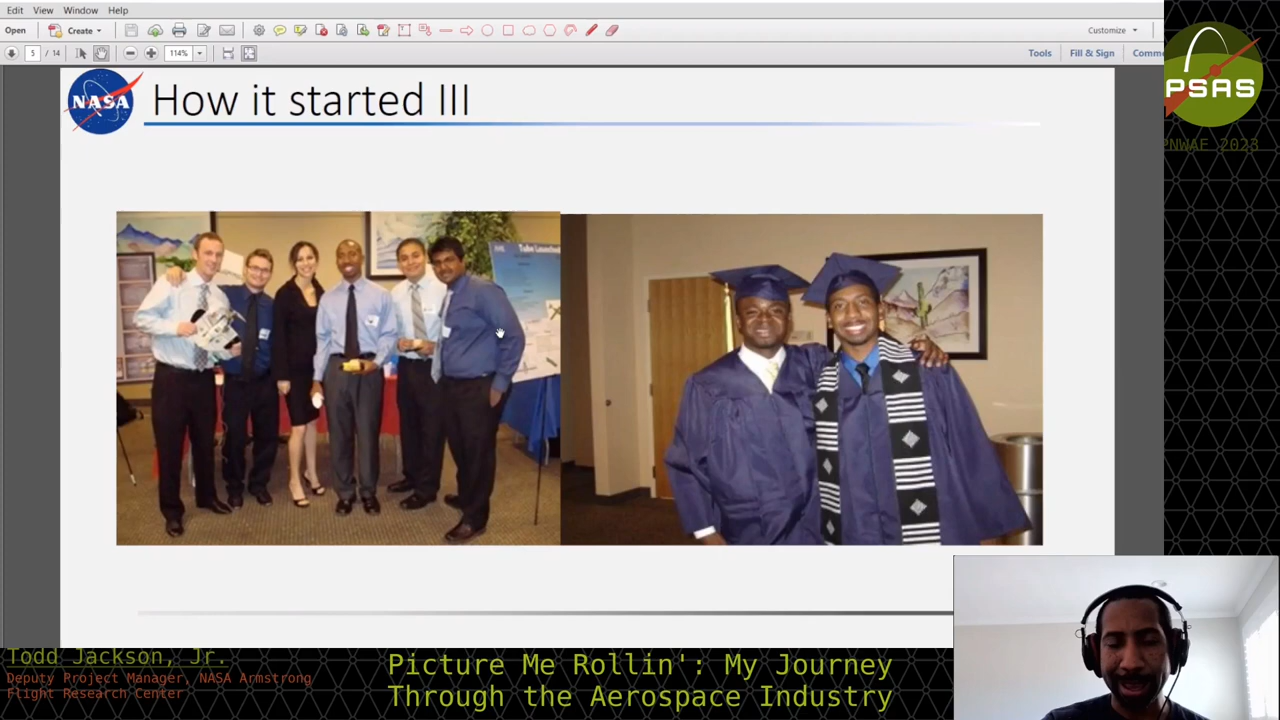 Edit View Window Help
Open Create Customize
5 / 14 114% Tools Fill & Sign
NASA How it started III
PSAS
PNWAF 2023
Todd Jackson, Jr.
Deputy Project Manager, NASA Armstrong
Flight Research Center
Picture Me Rollin': My Journey
Through the Aerospace Industry